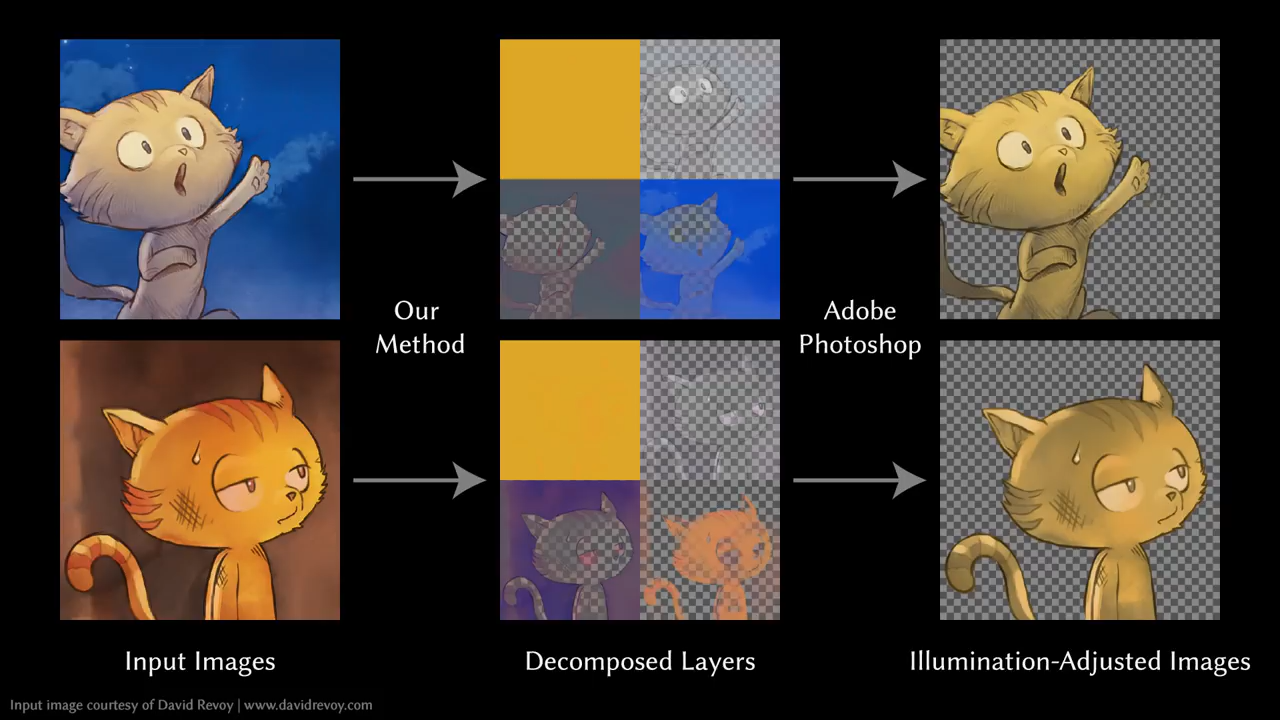 Our
Method
Adobe
Photoshop
Input Images
Decomposed Layers
Illumination-Adjusted Images
Input image courtesy of David Revoy | www.davidrevoy.com